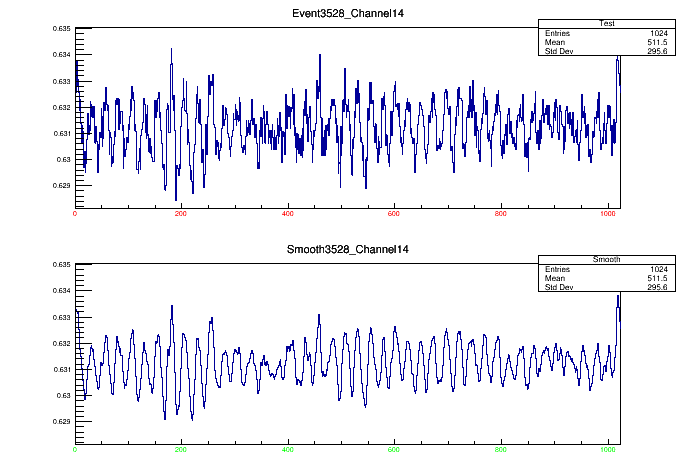 Event3528_Channel14
Test
Entries 1024
Mean 511.5
Std Dev 295.6
0.635
0.634
0.633
0.632
0.631
0.63
0.629
0 200 400 600 800 1000
Smooth3528_Channel14
Smooth
Entries 1024
Mean 511.5
Std Dev 295.6
0.635
0.634
0.633
0.632
0.631
0.63
0.629
0 200 400 600 800 1000